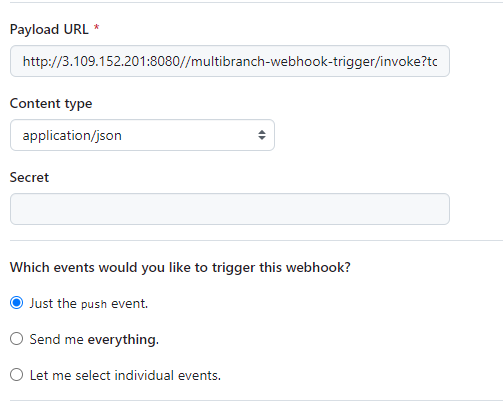 Payload URL *
http://3.109.152.201:8080//multibranch-webhook-trigger/invoke?tc
Content type
application/json
Secret
Which events would you like to trigger this webhook?
Just the push event.
Send me everything.
Let me select individual events.